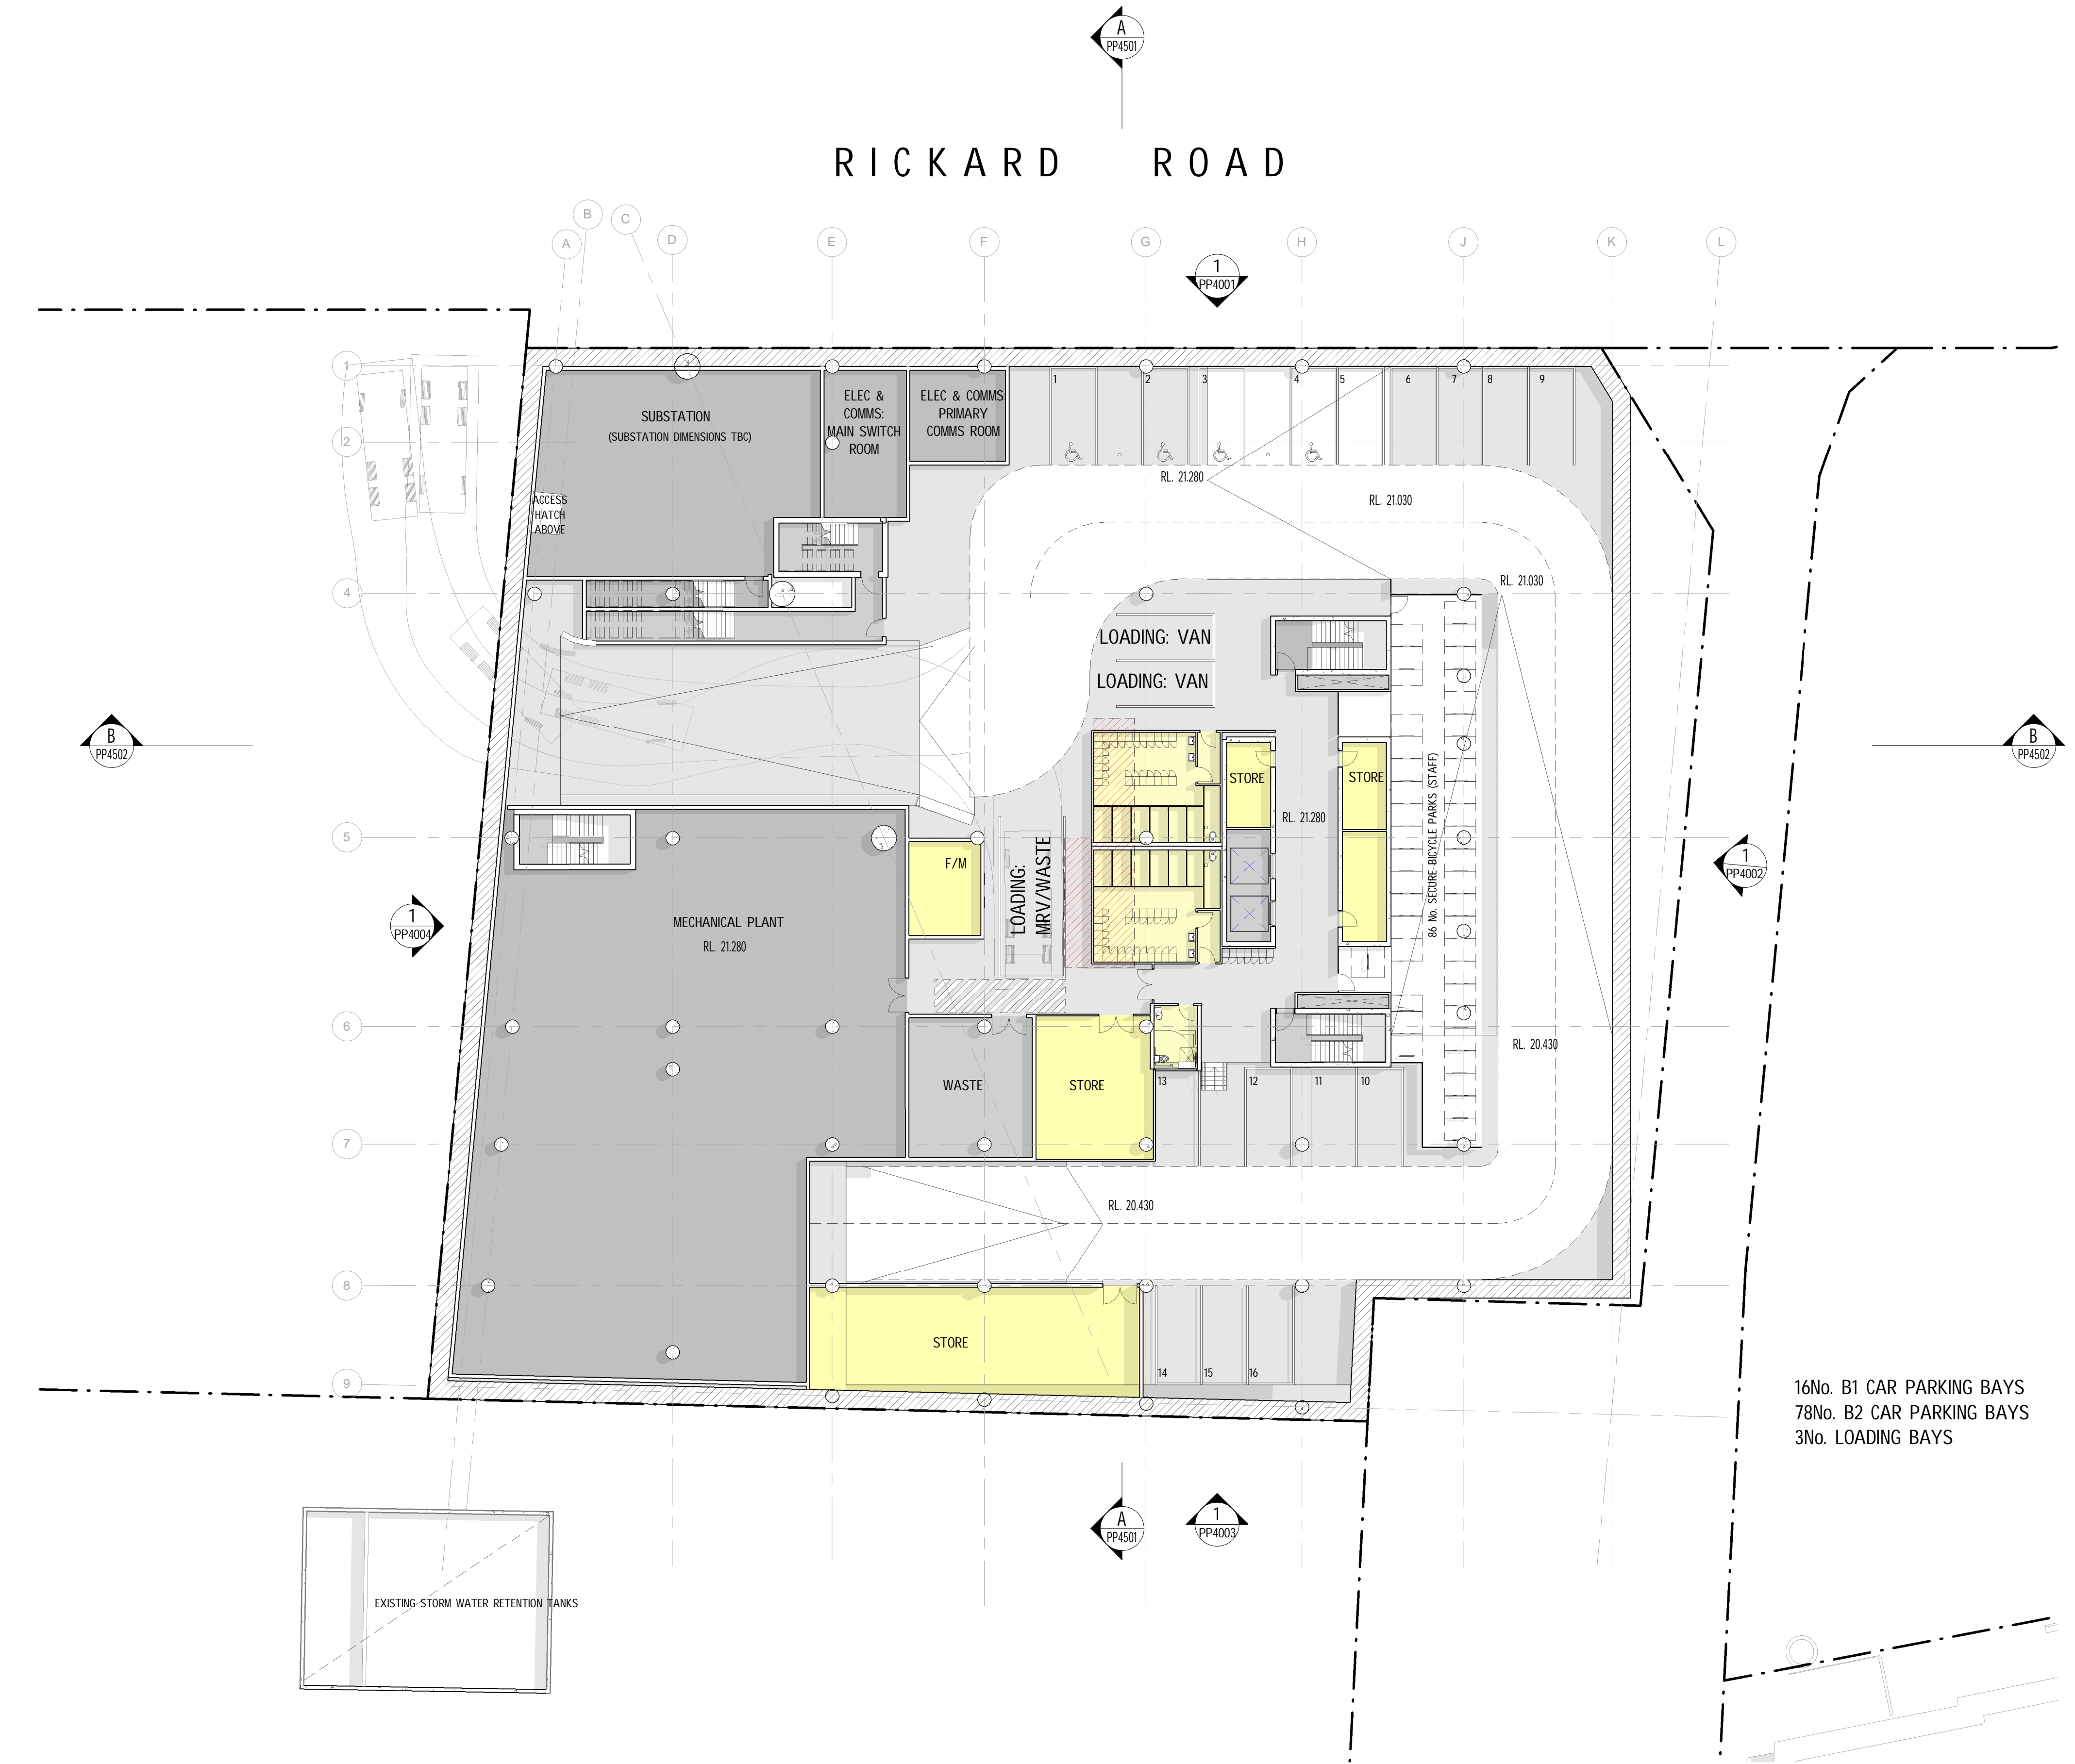 A
PP4501
RICKARD ROAD
A
B
C
D
E
F
G
H
J
K
L
1
PP4001
1
2
4
5
6
7
8
9
SUBSTATION
(SUBSTATION DIMENSIONS TBC)
ELEC &
COMMS:
MAIN SWITCH
ROOM
ELEC & COMMS
PRIMARY
COMMS ROOM
1
2
3
4
5
6
7
8
9
RL. 21.280
RL. 21.030
ACCESS
HATCH
ABOVE
RL. 21.030
LOADING: VAN
LOADING: VAN
B
PP4502
B
PP4502
STORE
STORE
RL. 21.280
86 No. SECURE BICYCLE PARKS (STAFF)
F/M
LOADING:
MRV/WASTE
1
PP4002
1
PP4004
MECHANICAL PLANT
RL. 21.280
RL. 20.430
WASTE
STORE
13
12
11
10
RL. 20.430
STORE
14
15
16
16No. B1 CAR PARKING BAYS
78No. B2 CAR PARKING BAYS
3No. LOADING BAYS
A
PP4501
1
PP4003
EXISTING STORM WATER RETENTION TANKS